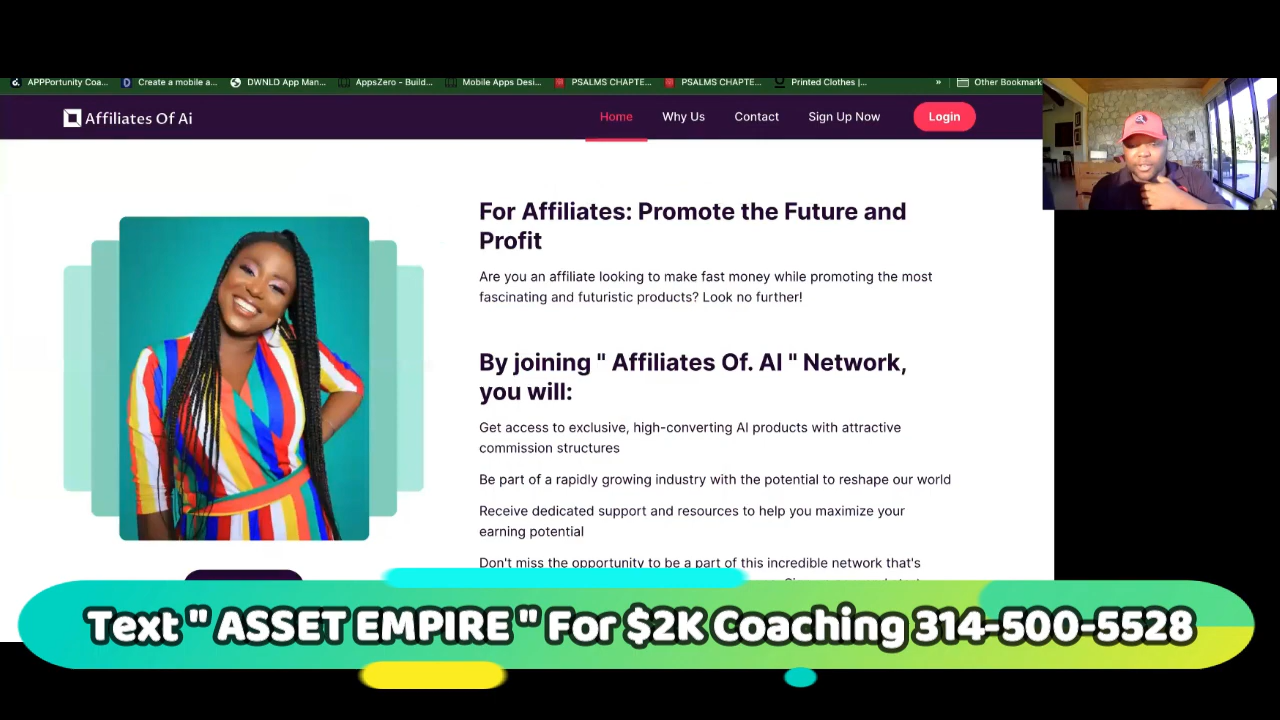 APPPortunity Coa...
Create a mobile a...
DWNLD App Man...
AppsZero - Build...
Mobile Apps Desi...
PSALMS CHAPTE...
PSALMS CHAPTE...
Printed Clothes |...
»
Other Bookmark
Affiliates Of Ai
Home
Why Us
Contact
Sign Up Now
Login
For Affiliates: Promote the Future and
Profit
Are you an affiliate looking to make fast money while promoting the most
fascinating and futuristic products? Look no further!
By joining " Affiliates Of. AI " Network,
you will:
Get access to exclusive, high-converting AI products with attractive
commission structures
Be part of a rapidly growing industry with the potential to reshape our world
Receive dedicated support and resources to help you maximize your
earning potential
Don't miss the opportunity to be a part of this incredible network that's
Text " ASSET EMPIRE " For $2K Coaching 314-500-5528